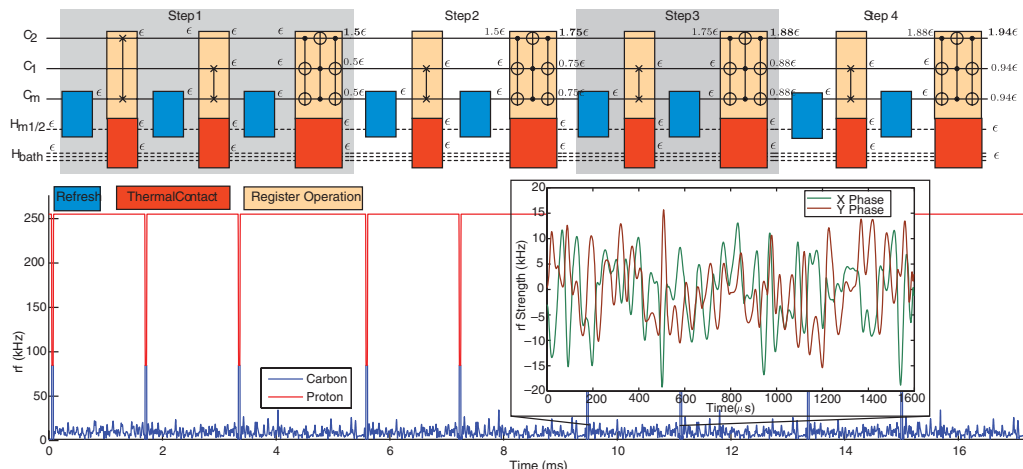 Step1 Step2 Step3 Step 4
C2 ϵ ϵ 1.5ϵ 1.5ϵ 1.75ϵ 1.75ϵ 1.88ϵ 1.88ϵ 1.94ϵ
C1 ϵ 0.5ϵ ϵ 0.75ϵ ϵ 0.88ϵ ϵ 0.94ϵ
Cm ϵ ϵ ϵ ϵ 0.5ϵ ϵ ϵ 0.75ϵ ϵ ϵ 0.88ϵ ϵ 0.94ϵ
Hm1/2 ϵ ϵ ϵ ϵ ϵ ϵ ϵ ϵ
Hbath ϵ ϵ ϵ ϵ ϵ ϵ ϵ ϵ
Refresh ThermalContact Register Operation
rf (kHz)
250
200
150
100
50
0
Carbon
Proton
0 2 4 6 8 10 12 14 16
Time (ms)
X Phase
Y Phase
rf Strength (kHz)
20
15
10
5
0
−5
−10
−15
−20
0 200 400 600 800 1000 1200 1400 1600
Time(μs)